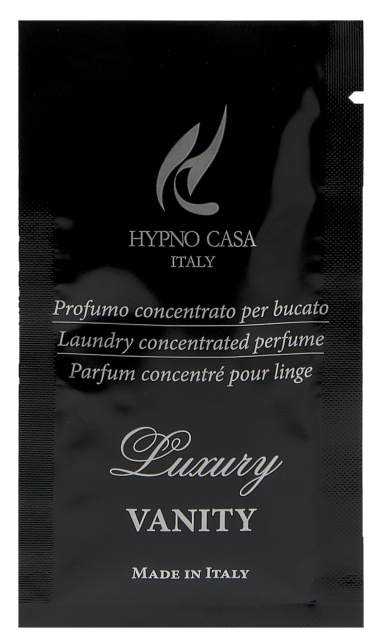 HYPNO CASA
ITALY
Profumo concentrato per bucato
Laundry concentrated perfume
Parfum concentré pour linge
Luxury
VANITY
Made in Italy